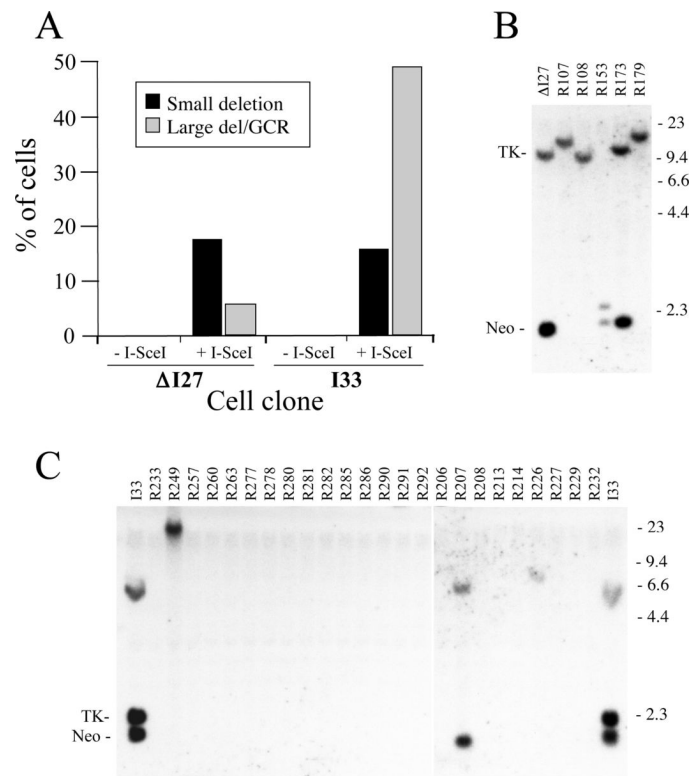 A
50
40
30
20
10
0
% of cells
Small deletion
Large del/GCR
- I-SceI
+ I-SceI
- I-SceI
+ I-SceI
ΔI27
I33
Cell clone
B
ΔI27
R107
R108
R153
R173
R179
TK-
Neo -
- 23
- 9.4
- 6.6
- 4.4
- 2.3
C
I33
R233
R249
R257
R260
R263
R277
R278
R280
R281
R282
R285
R286
R290
R291
R292
R206
R207
R208
R213
R214
R226
R227
R229
R232
I33
TK-
Neo -
- 23
- 9.4
- 6.6
- 4.4
- 2.3